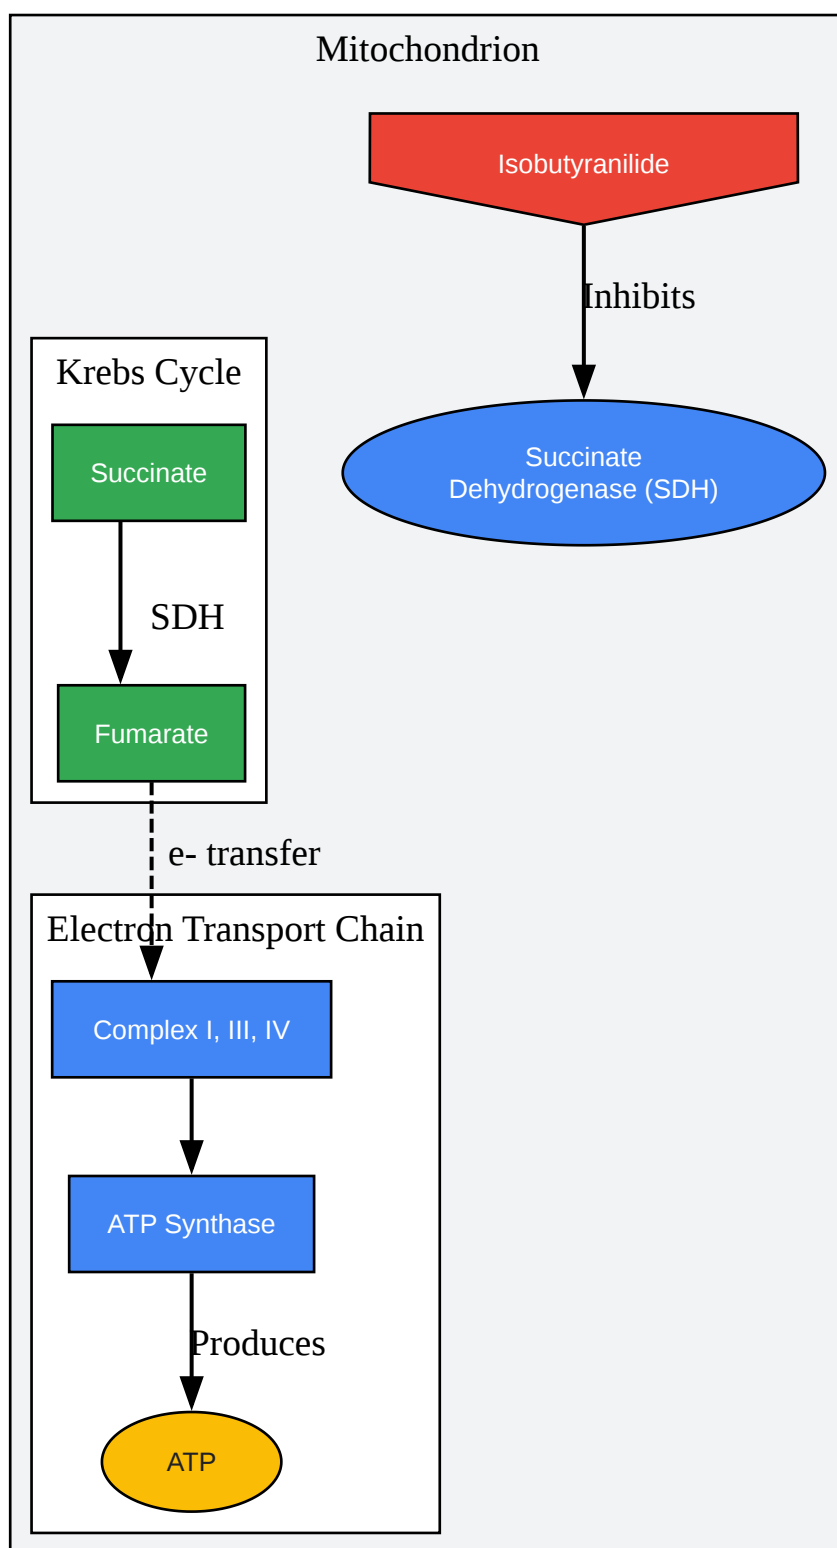 Mitochondrion
Isobutyranilide
Inhibits
Succinate
Dehydrogenase (SDH)
Krebs Cycle
Succinate
SDH
Fumarate
e- transfer
Electron Transport Chain
Complex I, III, IV
ATP Synthase
Produces
ATP